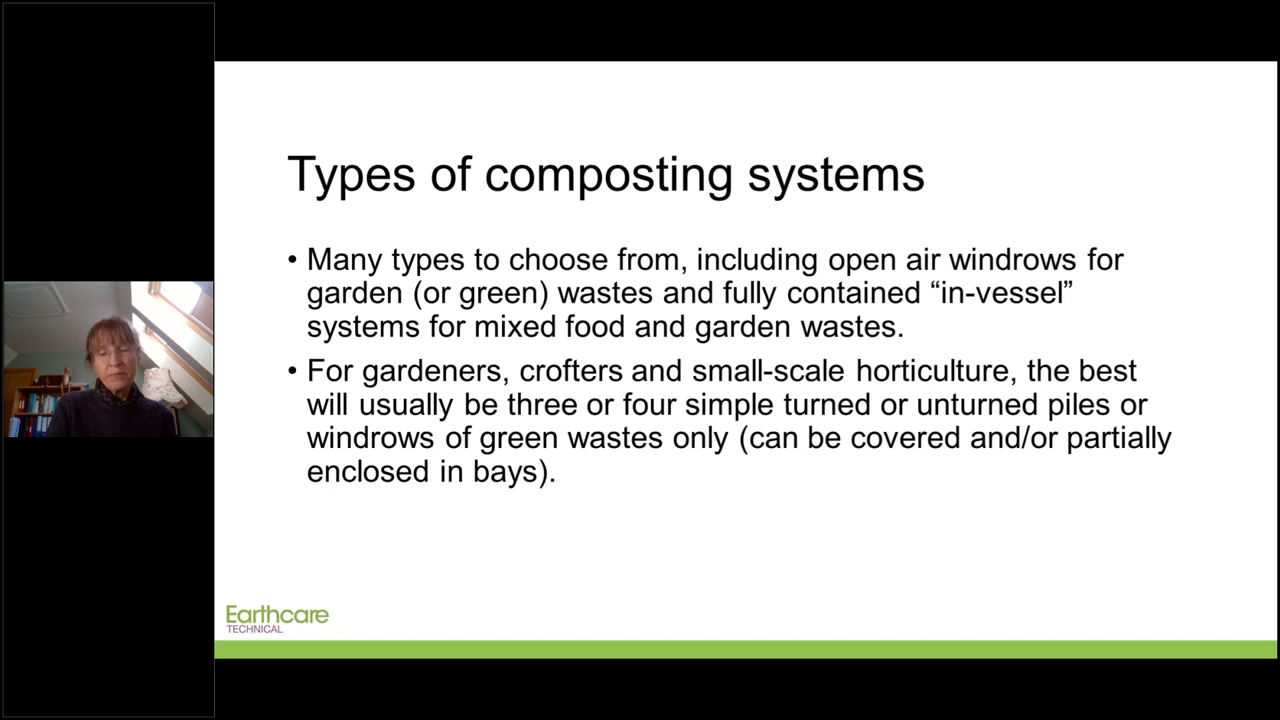 Types of composting systems
• Many types to choose from, including open air windrows for
garden (or green) wastes and fully contained “in-vessel”
systems for mixed food and garden wastes.
• For gardeners, crofters and small-scale horticulture, the best
will usually be three or four simple turned or unturned piles or
windrows of green wastes only (can be covered and/or partially
enclosed in bays).
Earthcare
TECHNICAL